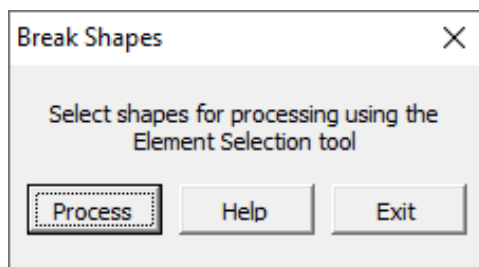 Break Shapes
Select shapes for processing using the
Element Selection tool
Process Help Exit